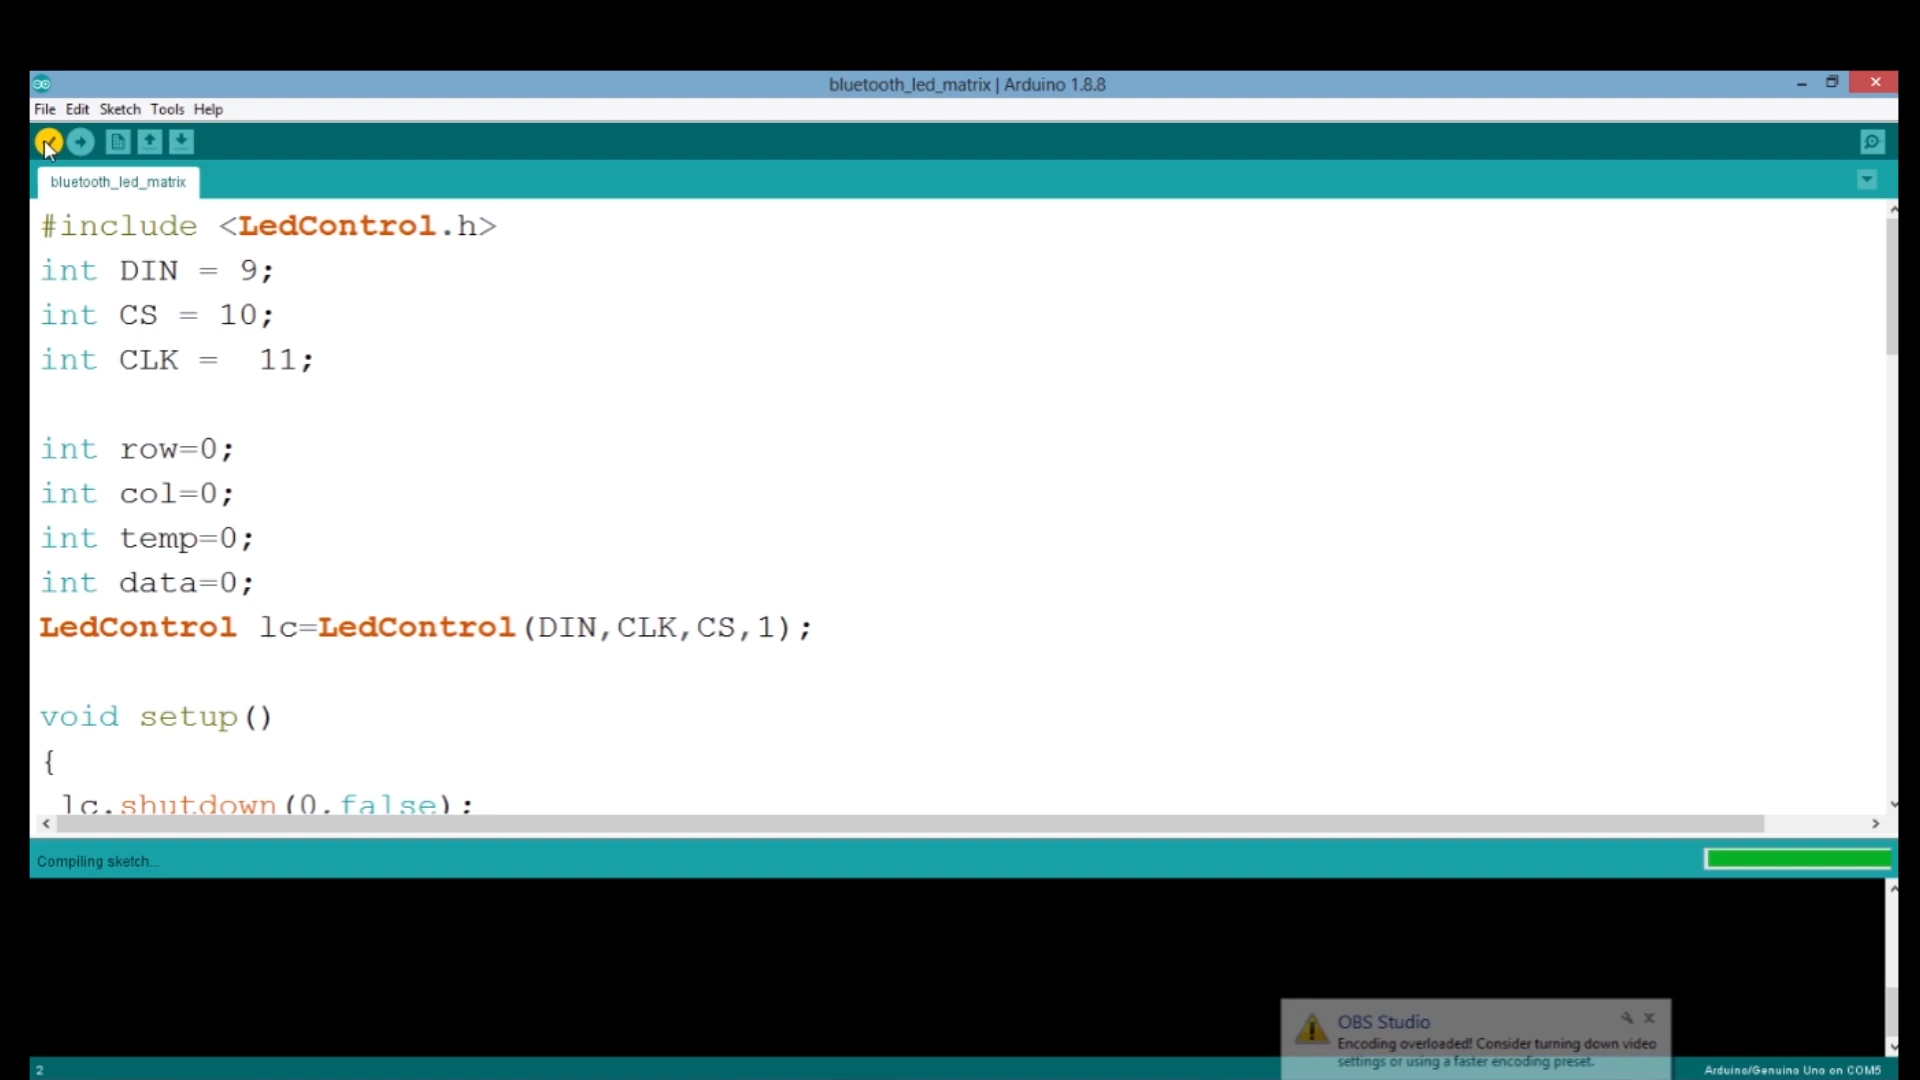 bluetooth_led_matrix | Arduino 1.8.8
File Edit Sketch Tools Help
bluetooth_led_matrix
#include <LedControl.h>
int DIN = 9;
int CS = 10;
int CLK =  11;
int row=0;
int col=0;
int temp=0;
int data=0;
LedControl lc=LedControl(DIN,CLK,CS,1);
void setup()
{
lc.shutdown(0,false);
Compiling sketch...
OBS Studio
Encoding overloaded! Consider turning down video
settings or using a faster encoding preset.
2
Arduino/Genuino Uno on COM5